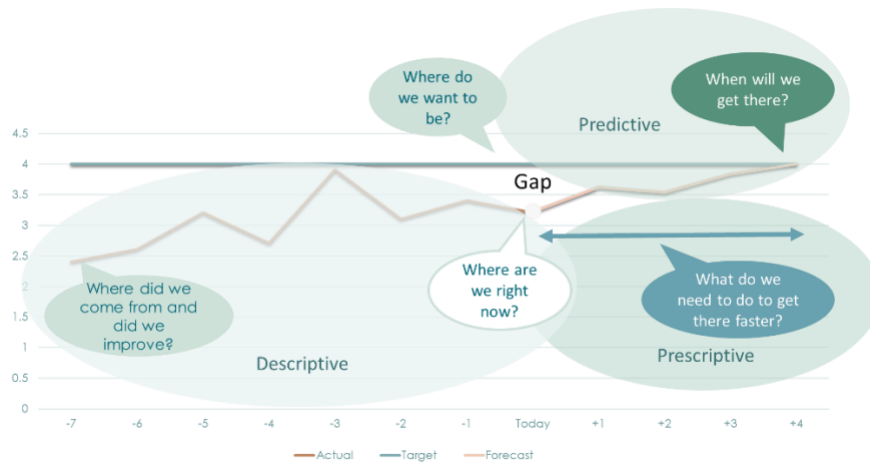 Where do
we want to
be?
When will we
get there?
Predictive
4.5
4
3.5
3
2.5
2
1.5
1
0.5
0
Gap
Where did we
come from and
did we
improve?
Where are
we right
now?
What do we
need to do to get
there faster?
Descriptive
Prescriptive
-7 -6 -5 -4 -3 -2 -1 Today +1 +2 +3 +4
Actual Target Forecast